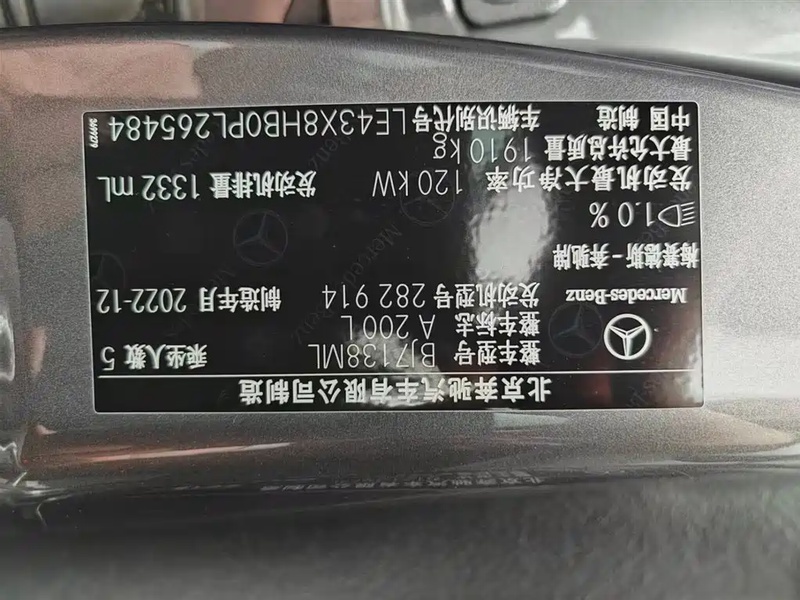 北京奔驰汽车有限公司制造
Mercedes-Benz
梅赛德斯-奔驰牌
整车型号 BJ7138ML 乘坐人数 5
整车标志 A 200 L
发动机型号 282 914 制造年月 2022-12
1.0 %
发动机最大净功率 120 kW 发动机排量 1332 mL
最大允许总质量 1910 kg
中国 制造 车辆识别代号 LE43X8HB0PL265484